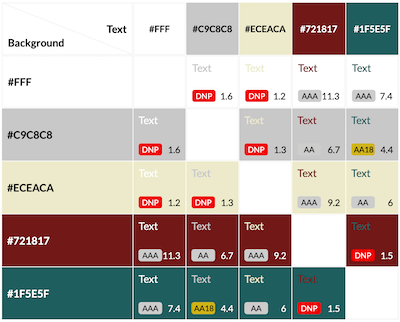 Text
Background
#FFF
#C9C8C8
#ECEACA
#721817
#1F5E5F
#FFF
Text
DNP 1.6
Text
DNP 1.2
Text
AAA 11.3
Text
AAA 7.4
#C9C8C8
Text
DNP 1.6
Text
DNP 1.3
Text
AA 6.7
Text
AA18 4.4
#ECEACA
Text
DNP 1.2
Text
DNP 1.3
Text
AAA 9.2
Text
AA 6
#721817
Text
AAA 11.3
Text
AA 6.7
Text
AAA 9.2
Text
DNP 1.5
#1F5E5F
Text
AAA 7.4
Text
AA18 4.4
Text
AA 6
Text
DNP 1.5